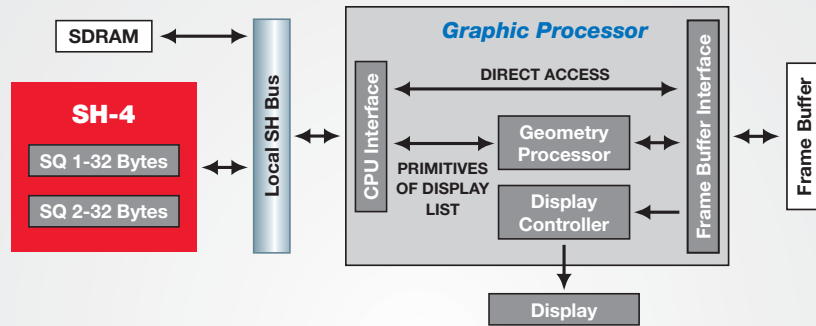 SDRAM
SH-4
SQ 1-32 Bytes
SQ 2-32 Bytes
Local SH Bus
Graphic Processor
CPU Interface
DIRECT ACCESS
PRIMITIVES
OF DISPLAY
LIST
Geometry
Processor
Display
Controller
Frame Buffer Interface
Frame Buffer
Display